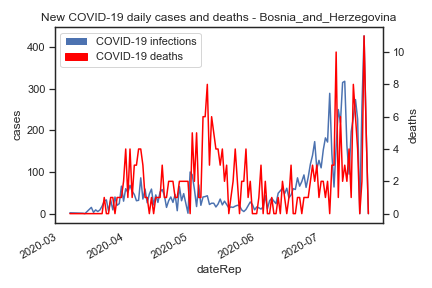 New COVID-19 daily cases and deaths - Bosnia_and_Herzegovina
COVID-19 infections
COVID-19 deaths
400
300
200
100
0
cases
10
8
6
4
2
0
deaths
2020-03
2020-04
2020-05
2020-06
2020-07
dateRep